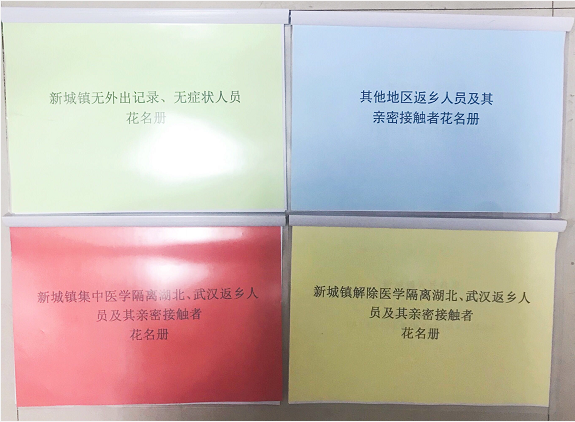 新城镇无外出记录、无症状人员
花名册
其他地区返乡人员及其
亲密接触者花名册
新城镇集中医学隔离湖北、武汉返乡人
员及其亲密接触者
花名册
新城镇解除医学隔离湖北、武汉返乡人
员及其亲密接触者
花名册